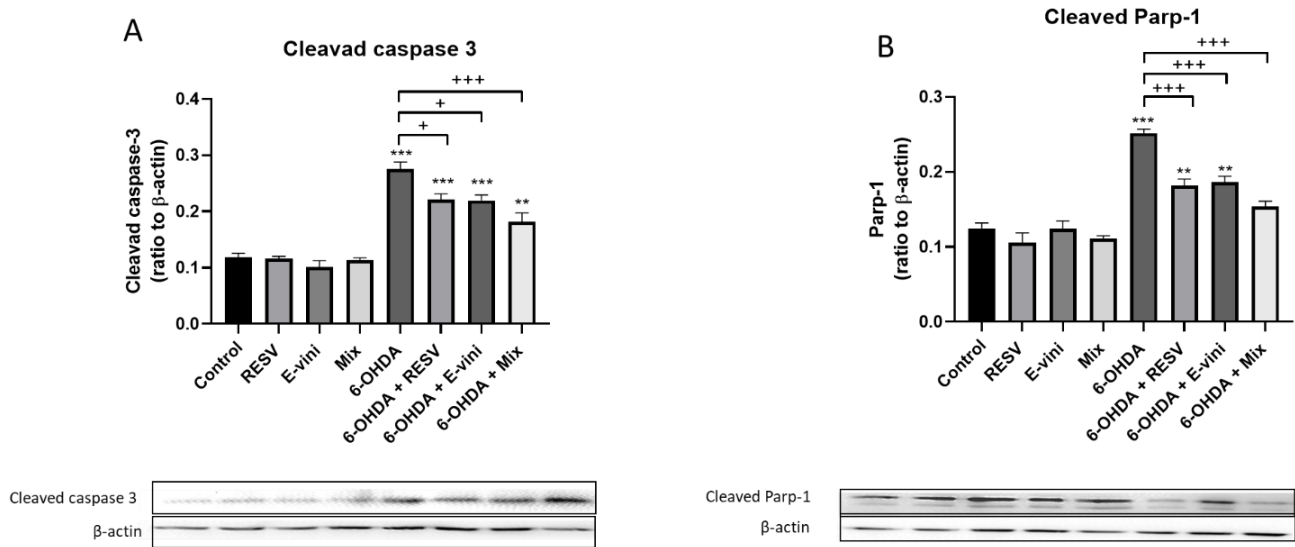 A
Cleavad caspase 3
+++
+
+
0.4
0.3
0.2
0.1
0.0
Cleavad caspase-3
(ratio to β-actin)
***
***
***
**
Control
RESV
E-vini
Mix
6-OHDA
6-OHDA + RESV
6-OHDA + E-vini
6-OHDA + Mix
Cleaved caspase 3
β-actin
B
Cleaved Parp-1
+++
+++
+++
0.3
0.2
0.1
0.0
Parp-1
(ratio to β-actin)
***
**
**
Control
RESV
E-vini
Mix
6-OHDA
6-OHDA + RESV
6-OHDA + E-vini
6-OHDA + Mix
Cleaved Parp-1
β-actin